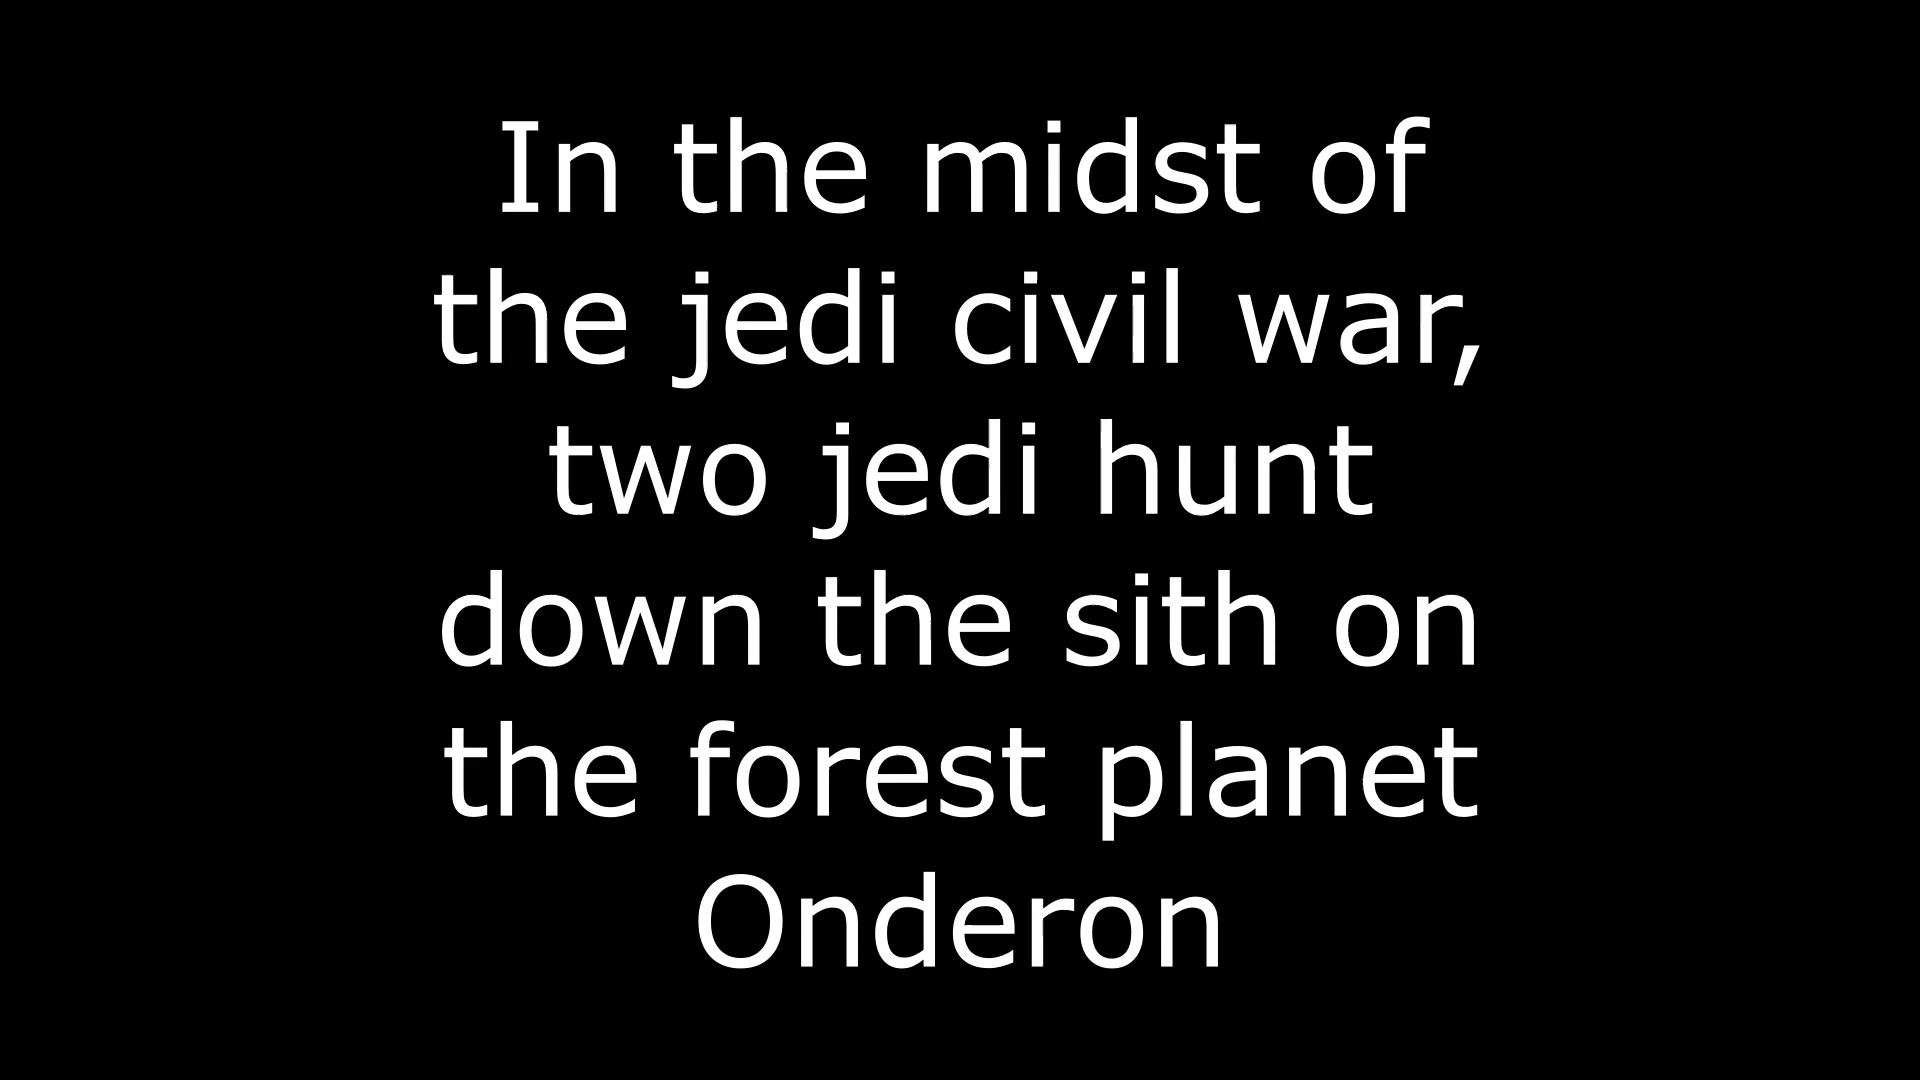 In the midst of
the jedi civil war,
two jedi hunt
down the sith on
the forest planet
Onderon